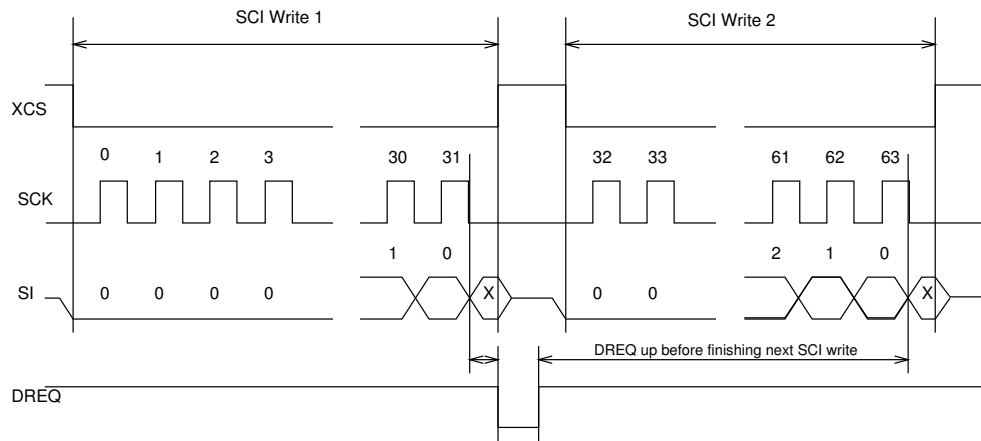 SCI Write 1 SCI Write 2
XCS
0 1 2 3 30 31 32 33 61 62 63
SCK
1 0 2 1 0
SI 0 0 0 0 X 0 0 X
DREQ up before finishing next SCI write
DREQ